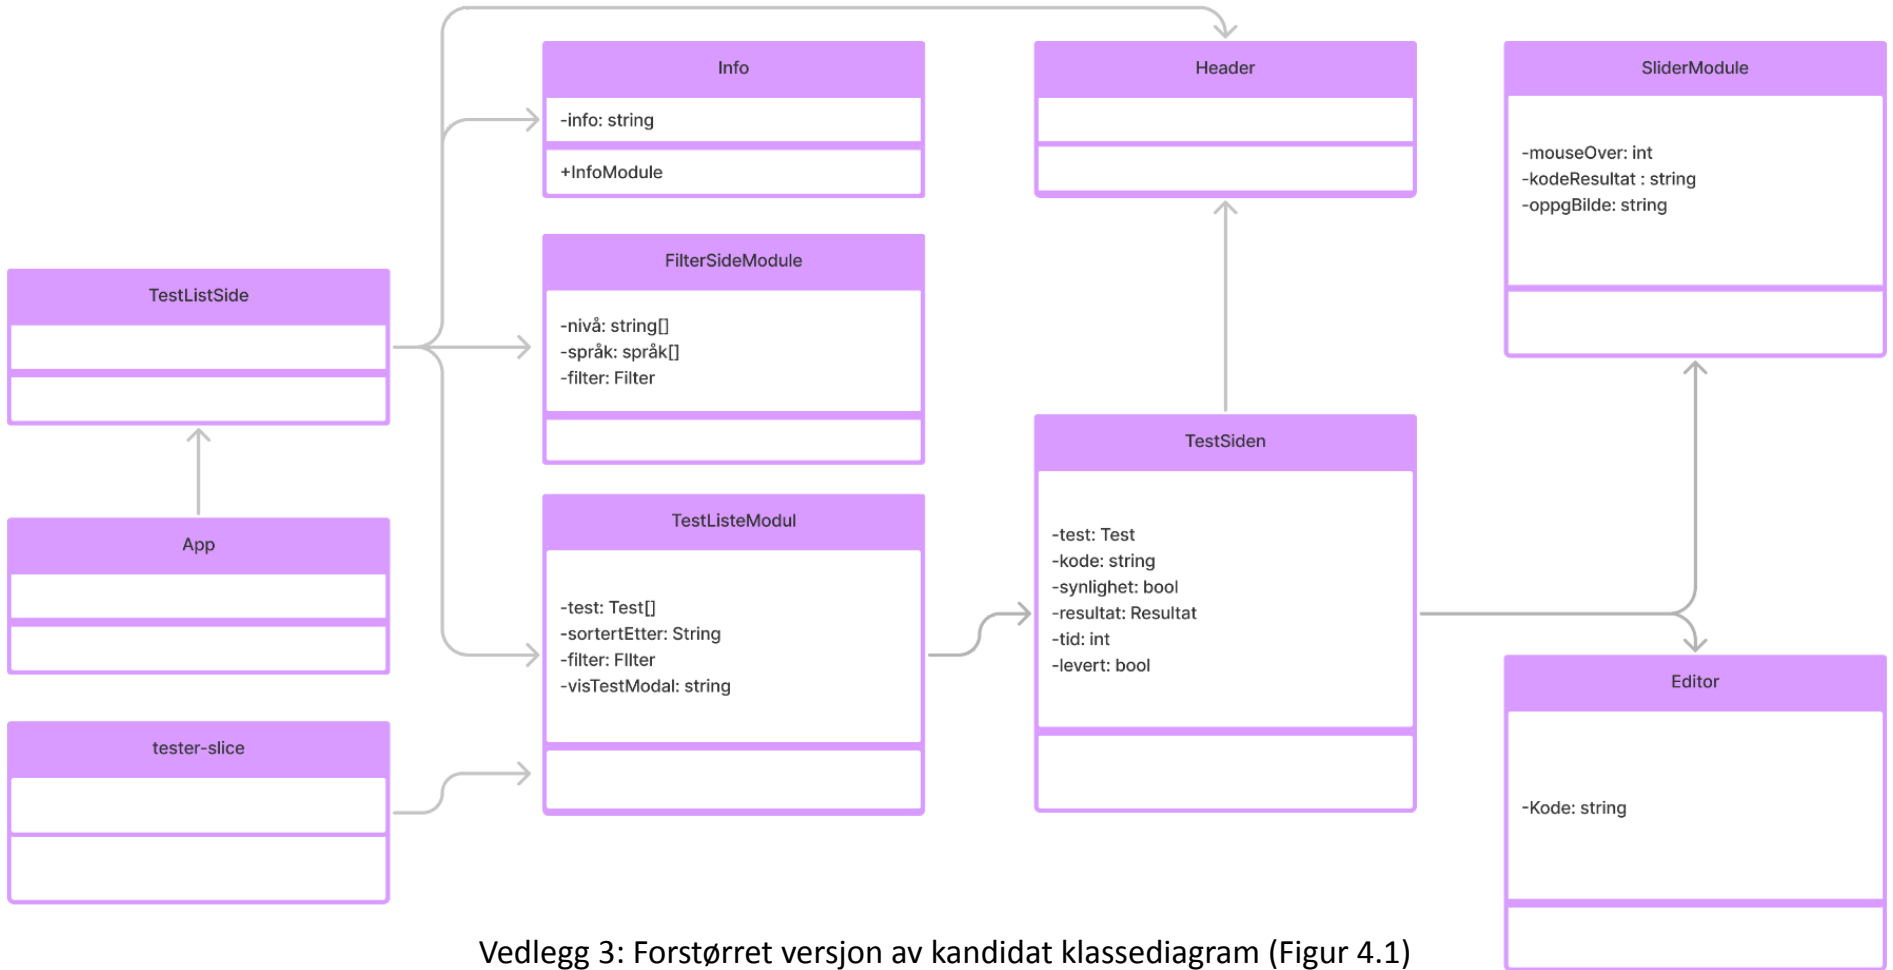 Info
-info: string
+InfoModule
Header
SliderModule
-mouseOver: int
-kodeResultat : string
-oppgBilde: string
TestListSide
FilterSideModule
-nivå: string[]
-språk: språk[]
-filter: Filter
App
TestListeModul
-test: Test[]
-sortertEtter: String
-filter: FIlter
-visTestModal: string
TestSiden
-test: Test
-kode: string
-synlighet: bool
-resultat: Resultat
-tid: int
-levert: bool
tester-slice
Editor
-Kode: string
Vedlegg 3: Forstørret versjon av kandidat klassediagram (Figur 4.1)